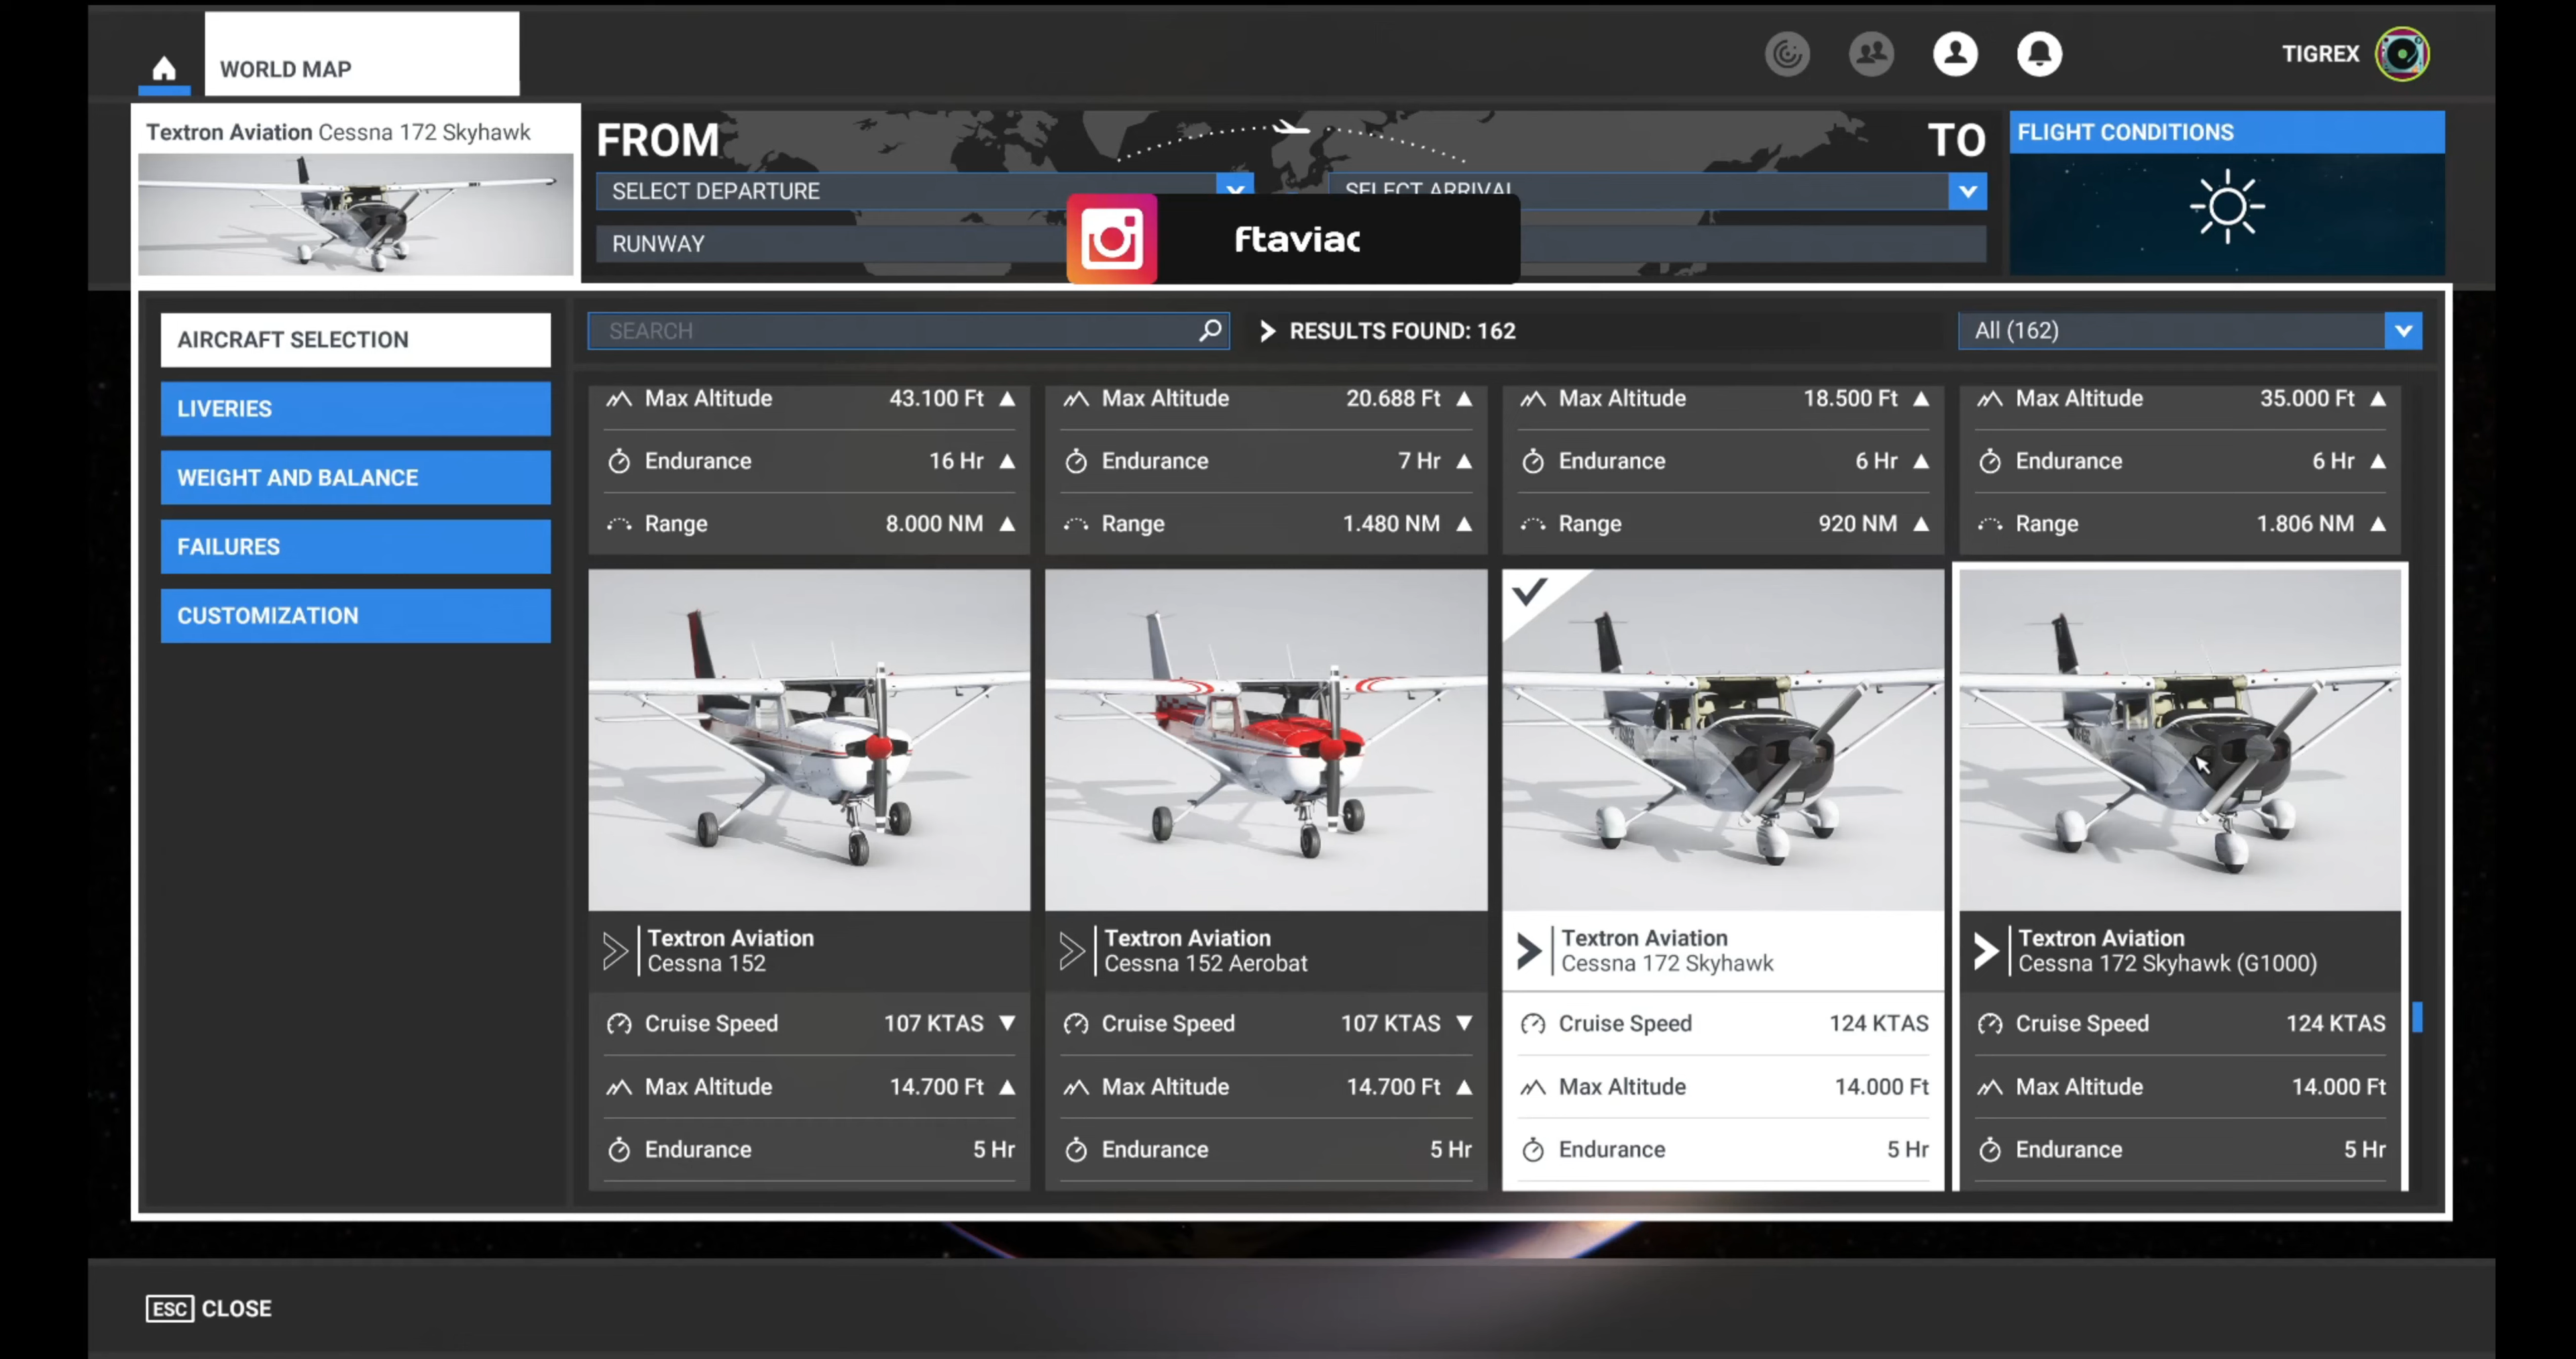 WORLD MAP
TIGREX
Textron Aviation Cessna 172 Skyhawk
FROM
TO
FLIGHT CONDITIONS
SELECT DEPARTURE
SELECT ARRIVAL
RUNWAY
ftaviac
AIRCRAFT SELECTION
LIVERIES
WEIGHT AND BALANCE
FAILURES
CUSTOMIZATION
SEARCH
RESULTS FOUND: 162
All (162)
Max Altitude 43.100 Ft
Endurance 16 Hr
Range 8.000 NM
Max Altitude 20.688 Ft
Endurance 7 Hr
Range 1.480 NM
Max Altitude 18.500 Ft
Endurance 6 Hr
Range 920 NM
Max Altitude 35.000 Ft
Endurance 6 Hr
Range 1.806 NM
Textron Aviation
Cessna 152
Cruise Speed 107 KTAS
Max Altitude 14.700 Ft
Endurance 5 Hr
Textron Aviation
Cessna 152 Aerobat
Cruise Speed 107 KTAS
Max Altitude 14.700 Ft
Endurance 5 Hr
Textron Aviation
Cessna 172 Skyhawk
Cruise Speed 124 KTAS
Max Altitude 14.000 Ft
Endurance 5 Hr
Textron Aviation
Cessna 172 Skyhawk (G1000)
Cruise Speed 124 KTAS
Max Altitude 14.000 Ft
Endurance 5 Hr
ESC CLOSE